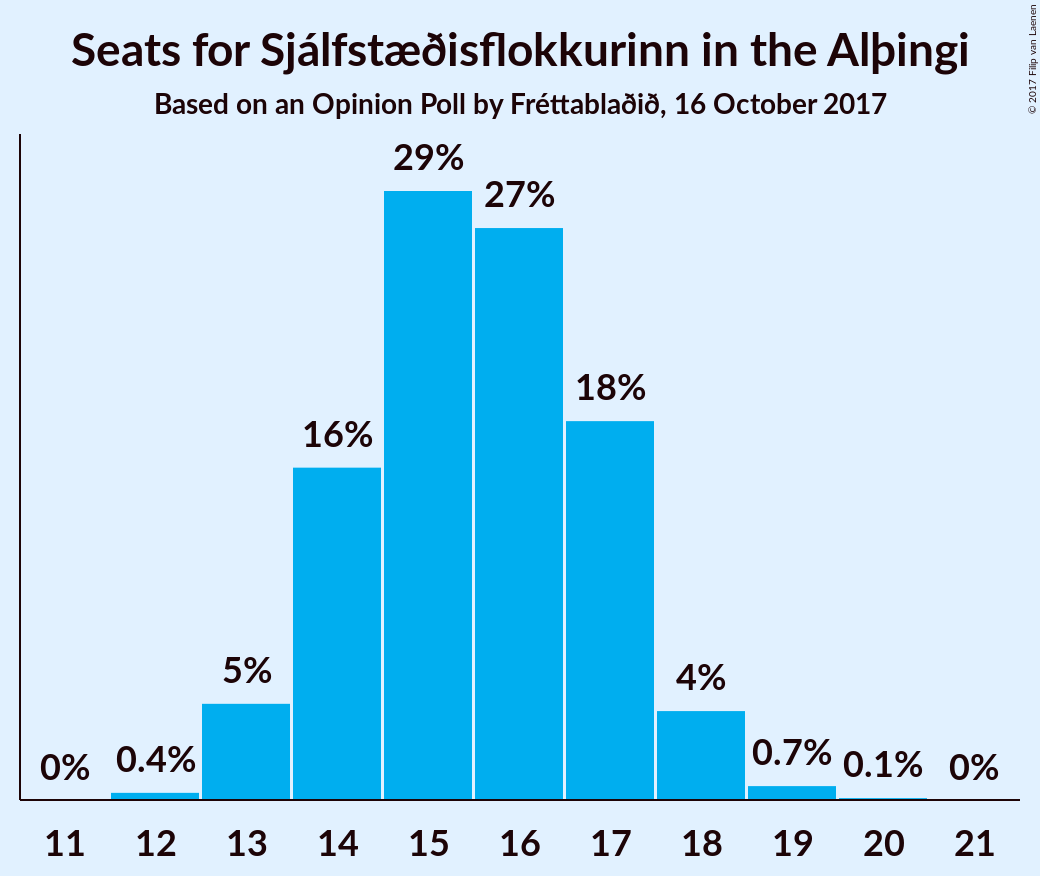 Seats for Sjálfstæðisflokkurinn in the Alþingi
Based on an Opinion Poll by Fréttablaðið, 16 October 2017
© 2017 Filip van Laenen
29%
27%
18%
16%
5%
4%
0%
0.4%
0.7%
0.1%
0%
11 12 13 14 15 16 17 18 19 20 21